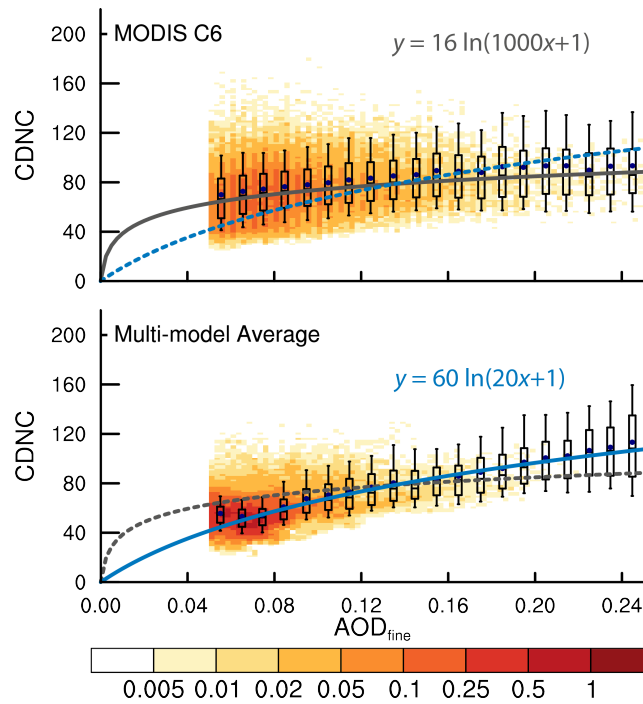 MODIS C6
y = 16 ln(1000x+1)
CDNC
200
160
120
80
40
0
Multi-model Average
y = 60 ln(20x+1)
CDNC
200
160
120
80
40
0
0.00 0.04 0.08 0.12 0.16 0.20 0.24
AODfine
0.005 0.01 0.02 0.05 0.1 0.25 0.5 1